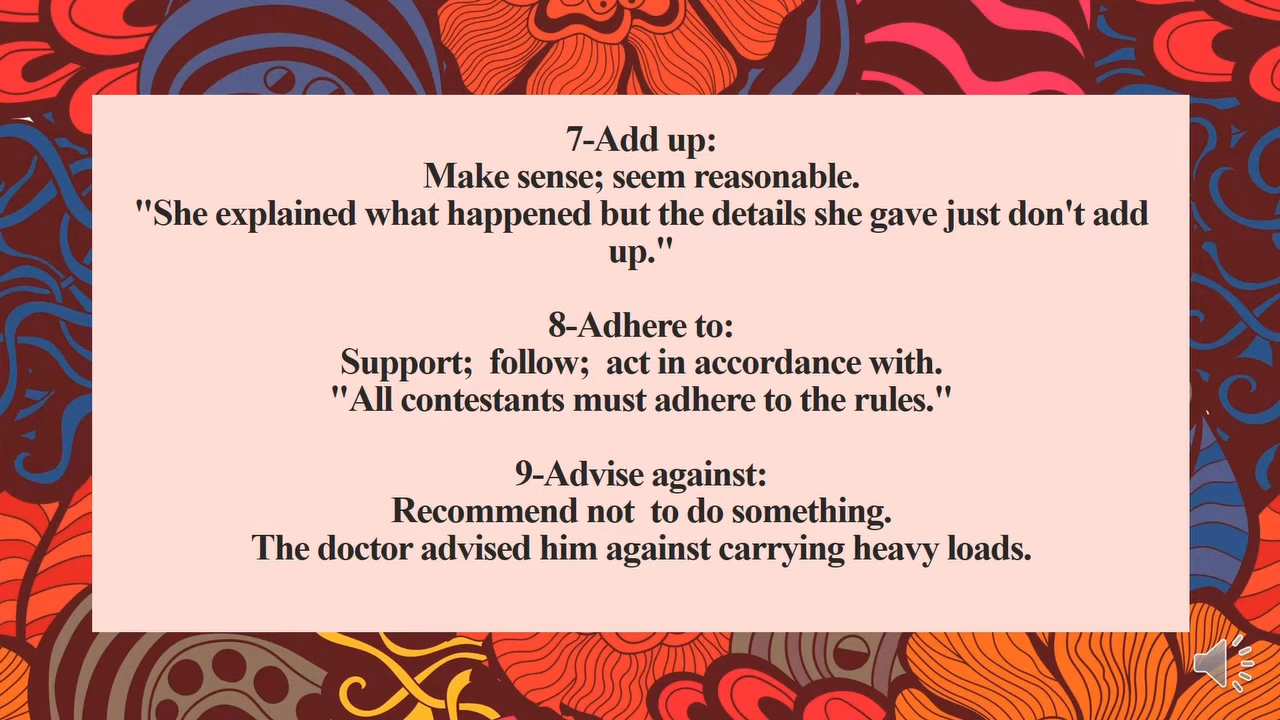 7-Add up:
Make sense; seem reasonable.
"She explained what happened but the details she gave just don't add
up."
8-Adhere to:
Support;  follow;  act in accordance with.
"All contestants must adhere to the rules."
9-Advise against:
Recommend not  to do something.
The doctor advised him against carrying heavy loads.